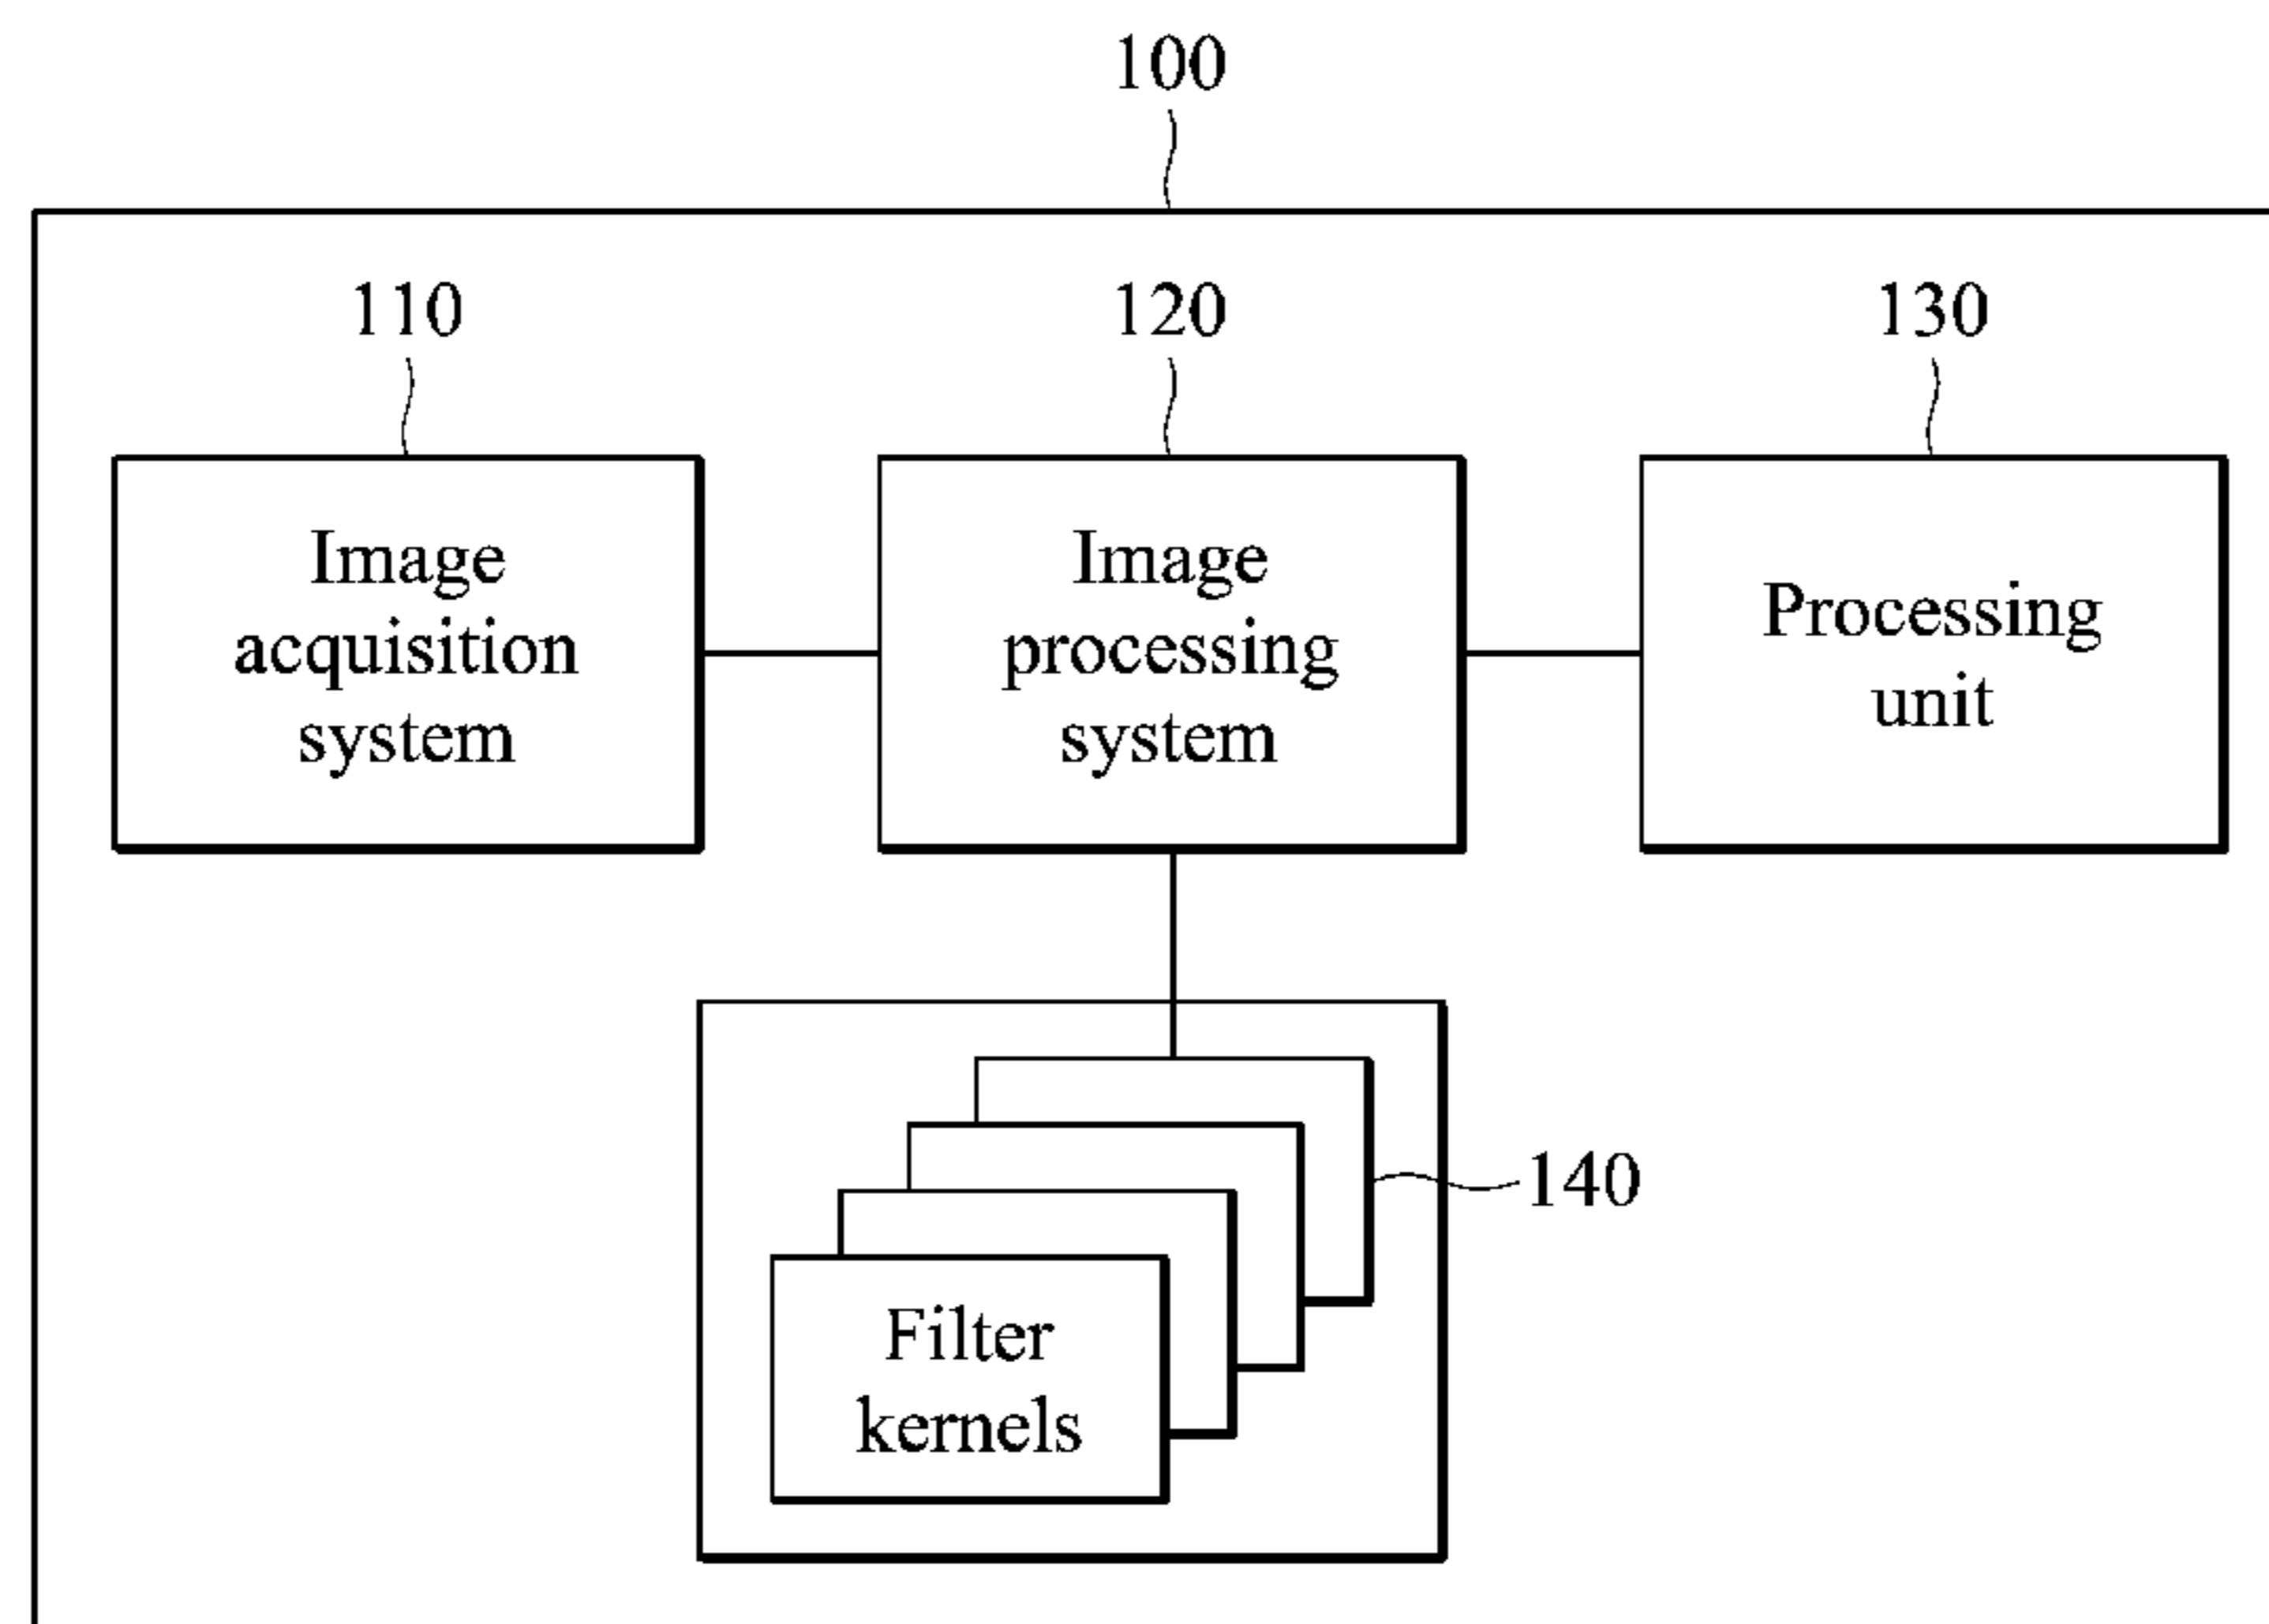 100
110
120
130
Image
acquisition
system
Image
processing
system
Processing
unit
140
Filter
kernels